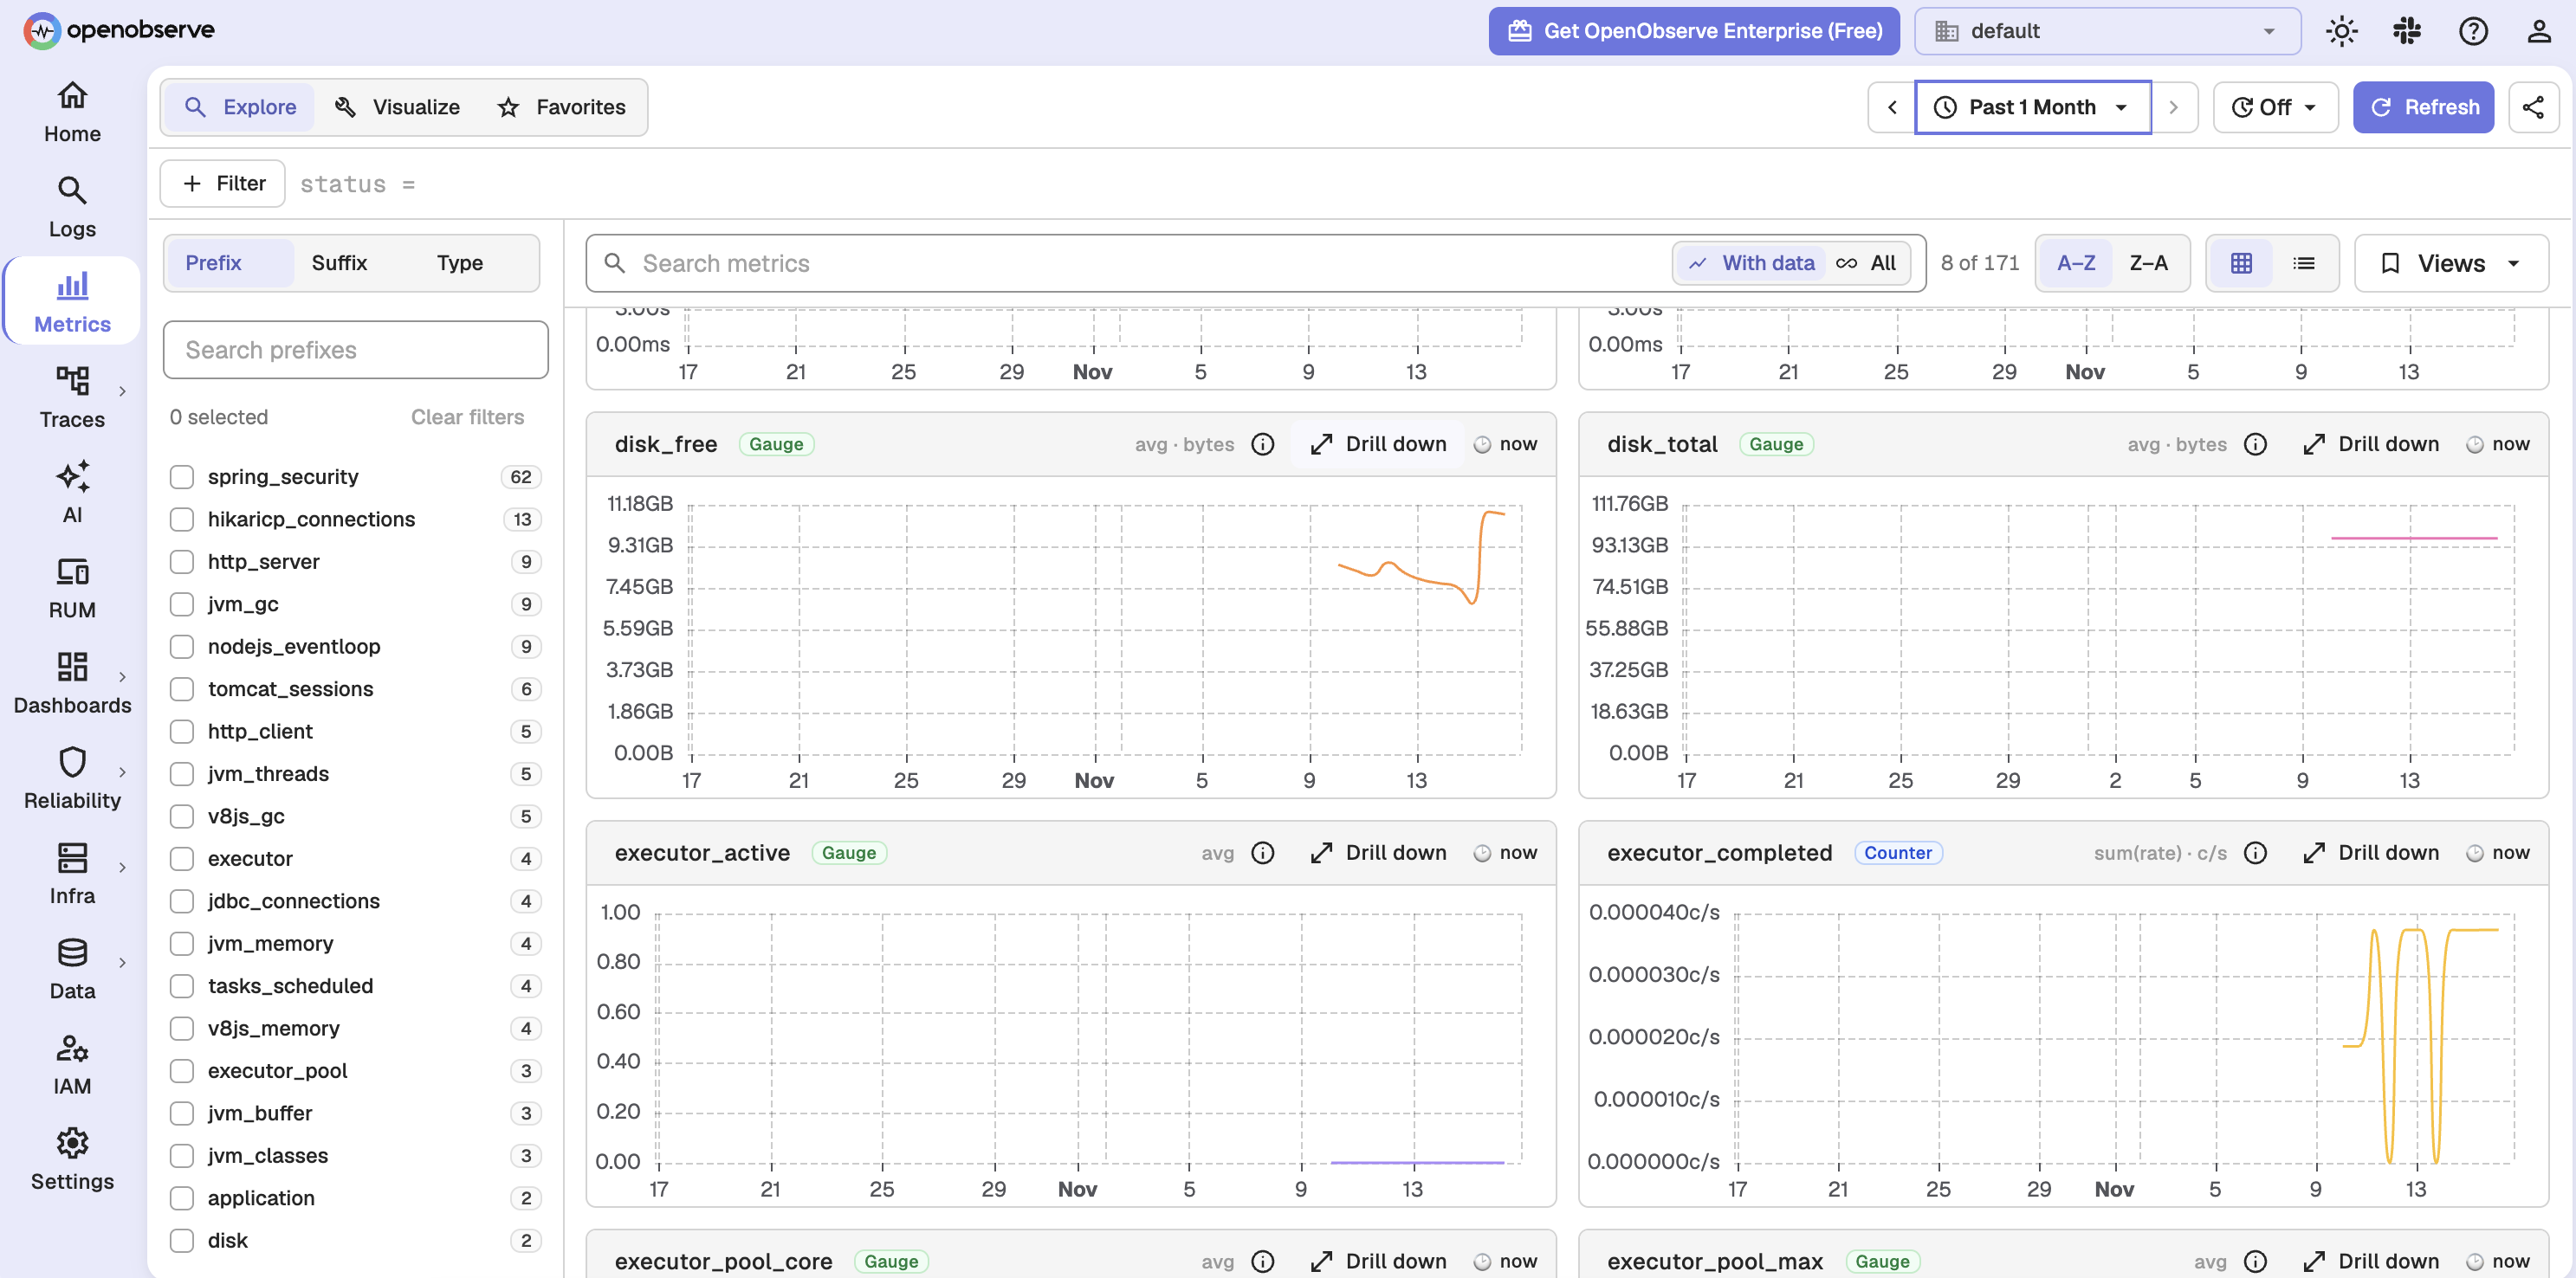 openobserve
Get OpenObserve Enterprise (Free)
default
Home
Logs
Metrics
Traces
AI
RUM
Dashboards
Reliability
Infra
Data
IAM
Settings
Explore Visualize Favorites
Past 1 Month Off Refresh
Filter status =
Prefix Suffix Type
Search prefixes
0 selected Clear filters
spring_security 62
hikaricp_connections 13
http_server 9
jvm_gc 9
nodejs_eventloop 9
tomcat_sessions 6
http_client 5
jvm_threads 5
v8js_gc 5
executor 4
jdbc_connections 4
jvm_memory 4
tasks_scheduled 4
v8js_memory 4
executor_pool 3
jvm_buffer 3
jvm_classes 3
application 2
disk 2
Search metrics With data All 8 of 171 A–Z Z–A Views
3.00s
0.00ms
17 21 25 29 Nov 5 9 13
3.00s
0.00ms
17 21 25 29 Nov 5 9 13
disk_free Gauge avg · bytes Drill down now
11.18GB
9.31GB
7.45GB
5.59GB
3.73GB
1.86GB
0.00B
17 21 25 29 Nov 5 9 13
disk_total Gauge avg · bytes Drill down now
111.76GB
93.13GB
74.51GB
55.88GB
37.25GB
18.63GB
0.00B
17 21 25 29 2 5 9 13
executor_active Gauge avg Drill down now
1.00
0.80
0.60
0.40
0.20
0.00
17 21 25 29 Nov 5 9 13
executor_completed Counter sum(rate) · c/s Drill down now
0.000040c/s
0.000030c/s
0.000020c/s
0.000010c/s
0.000000c/s
17 21 25 29 Nov 5 9 13
executor_pool_core Gauge avg Drill down now
executor_pool_max Gauge avg Drill down now